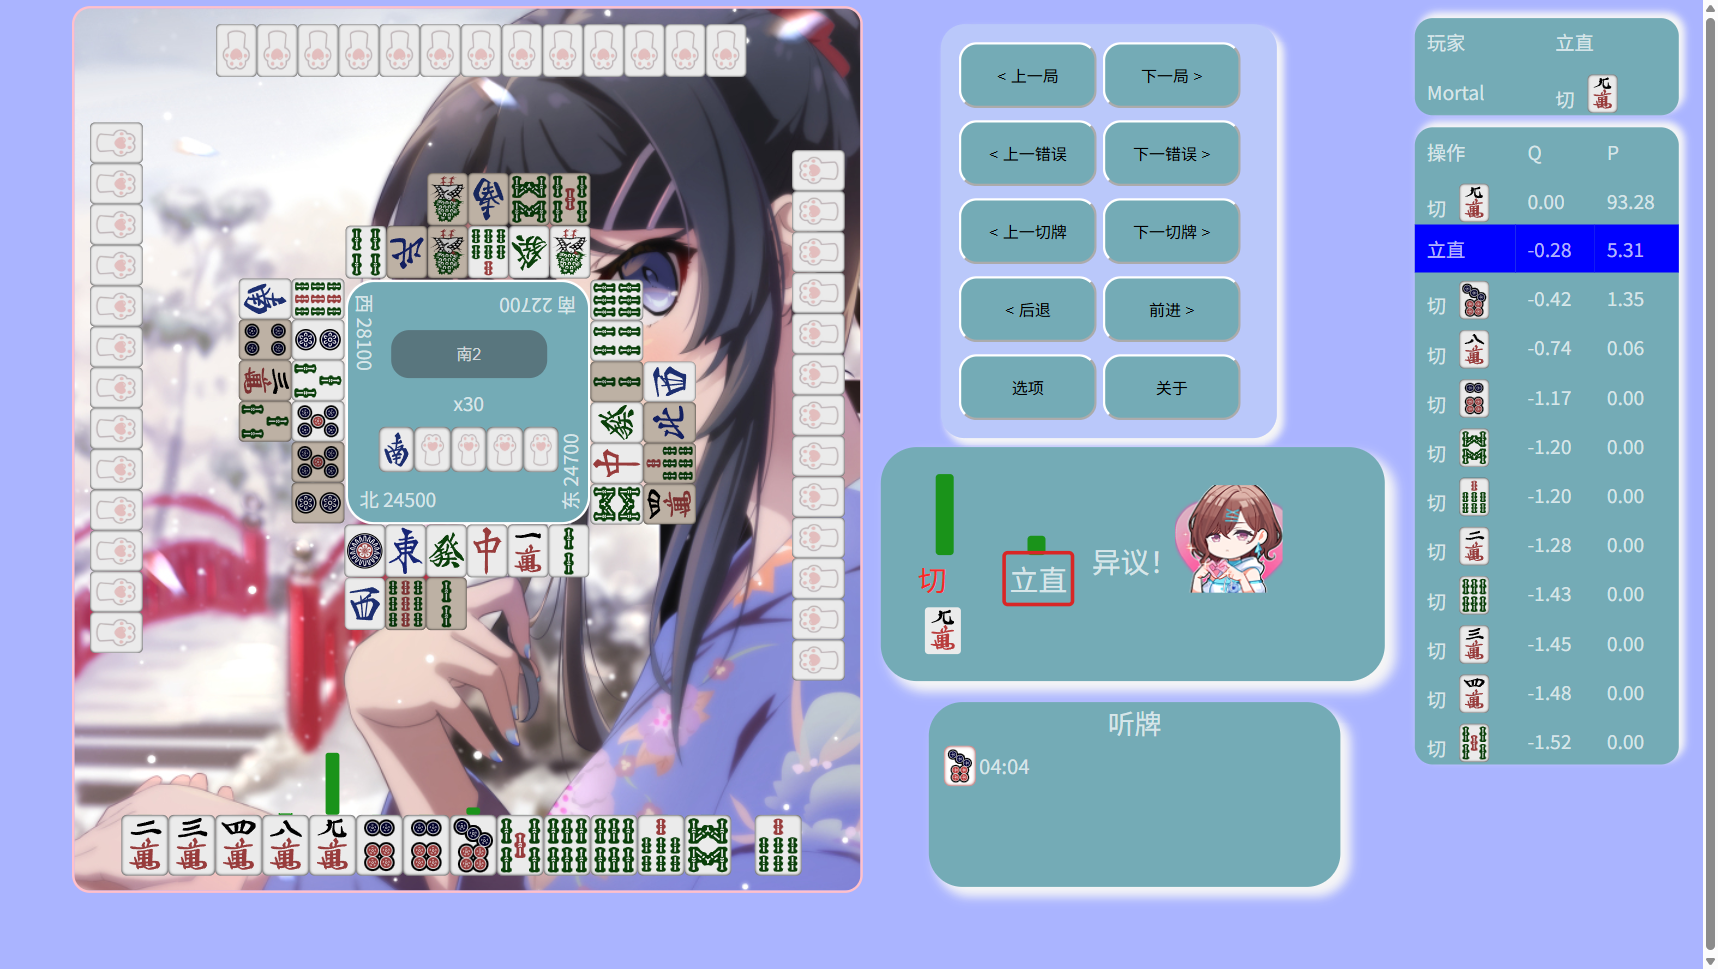 < 上一局
下一局 >
< 上一错误
下一错误 >
< 上一切牌
下一切牌 >
< 后退
前进 >
选项
关于
西 28100
南 22700
南2
x30
北 24500
东 24700
切
立直
异议！
听牌
04:04
玩家 立直
Mortal 切
操作 Q P
切 0.00 93.28
立直 -0.28 5.31
切 -0.42 1.35
切 -0.74 0.06
切 -1.17 0.00
切 -1.20 0.00
切 -1.20 0.00
切 -1.28 0.00
切 -1.43 0.00
切 -1.45 0.00
切 -1.48 0.00
切 -1.52 0.00